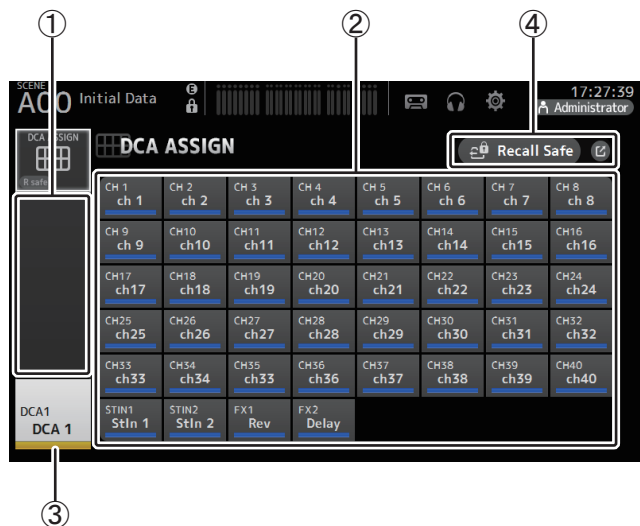 ① ② ④
SCENE
A00 Initial Data E 17:27:39
Administrator
DCA ASSIGN
R safe
DCA ASSIGN
Recall Safe
CH 1 CH 2 CH 3 CH 4 CH 5 CH 6 CH 7 CH 8
ch 1 ch 2 ch 3 ch 4 ch 5 ch 6 ch 7 ch 8
CH 9 CH10 CH11 CH12 CH13 CH14 CH15 CH16
ch 9 ch10 ch11 ch12 ch13 ch14 ch15 ch16
CH17 CH18 CH19 CH20 CH21 CH22 CH23 CH24
ch17 ch18 ch19 ch20 ch21 ch22 ch23 ch24
CH25 CH26 CH27 CH28 CH29 CH30 CH31 CH32
ch25 ch26 ch27 ch28 ch29 ch30 ch31 ch32
CH33 CH34 CH35 CH36 CH37 CH38 CH39 CH40
ch33 ch34 ch33 ch36 ch37 ch38 ch39 ch40
STIN1 STIN2 FX1 FX2
StIn 1 StIn 2 Rev Delay
DCA1
DCA 1
③